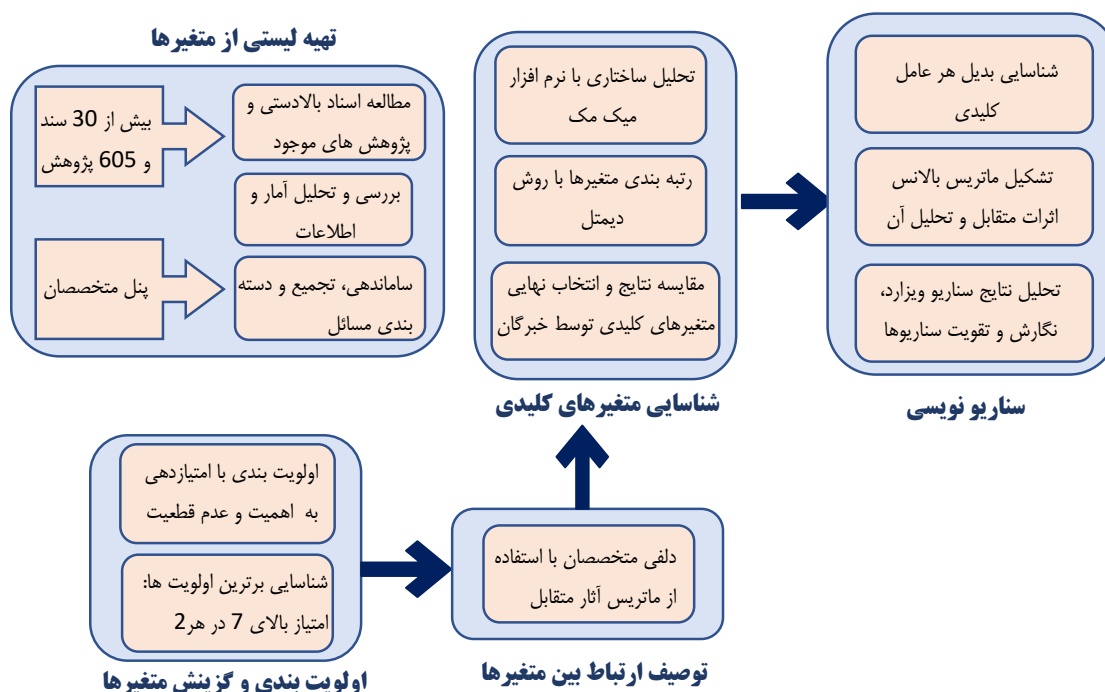 تهیه لیستی از متغیرها
بیش از 30 سند
و 605 پژوهش
مطالعه اسناد بالادستی و
پژوهش های موجود
بررسی و تحلیل آمار و
اطلاعات
پنل متخصصان
ساماندهی، تجمیع و دسته
بندی مسائل
اولویت بندی با امتیازدهی
به اهمیت و عدم قطعیت
شناسایی برترین اولویت ها:
امتیاز بالای 7 در هر2
اولویت بندی و گزینش متغیرها
دلفی متخصصان با استفاده
از ماتریس آثار متقابل
توصیف ارتباط بین متغیرها
تحلیل ساختاری با نرم افزار
میک مک
رتبه بندی متغیرها با روش
دیمتل
مقایسه نتایج و انتخاب نهایی
متغیرهای کلیدی توسط خبرگان
شناسایی متغیرهای کلیدی
شناسایی بدیل هر عامل
کلیدی
تشکیل ماتریس بالانس
اثرات متقابل و تحلیل آن
تحلیل نتایج سناریو ویزارد،
نگارش و تقویت سناریوها
سناریو نویسی